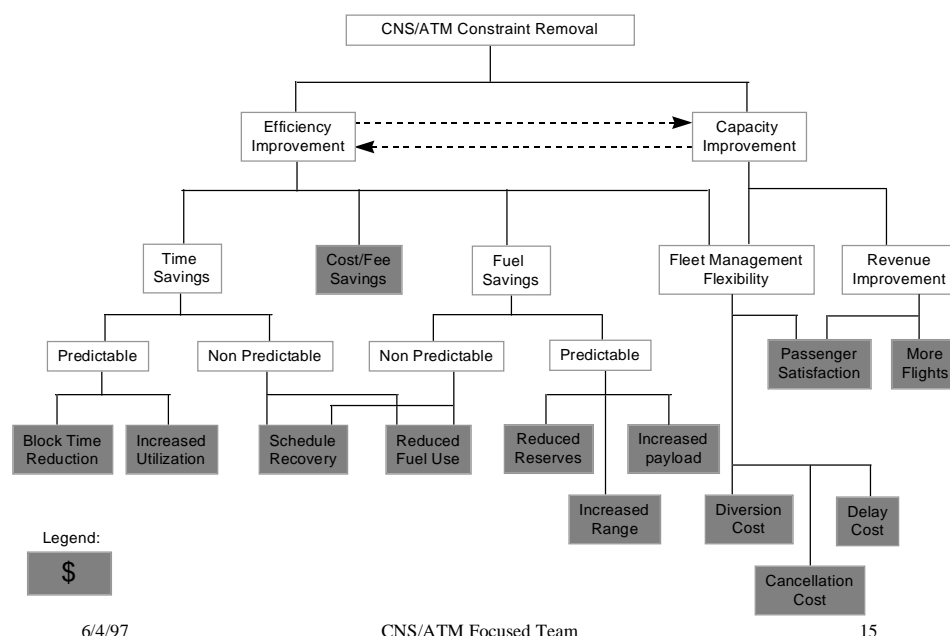 CNS/ATM Constraint Removal
Efficiency
Improvement
Capacity
Improvement
Time
Savings
Cost/Fee
Savings
Fuel
Savings
Fleet Management
Flexibility
Revenue
Improvement
Predictable
Non Predictable
Non Predictable
Predictable
Passenger
Satisfaction
More
Flights
Block Time
Reduction
Increased
Utilization
Schedule
Recovery
Reduced
Fuel Use
Reduced
Reserves
Increased
payload
Increased
Range
Diversion
Cost
Delay
Cost
Cancellation
Cost
Legend:
$
6/4/97 CNS/ATM Focused Team 15